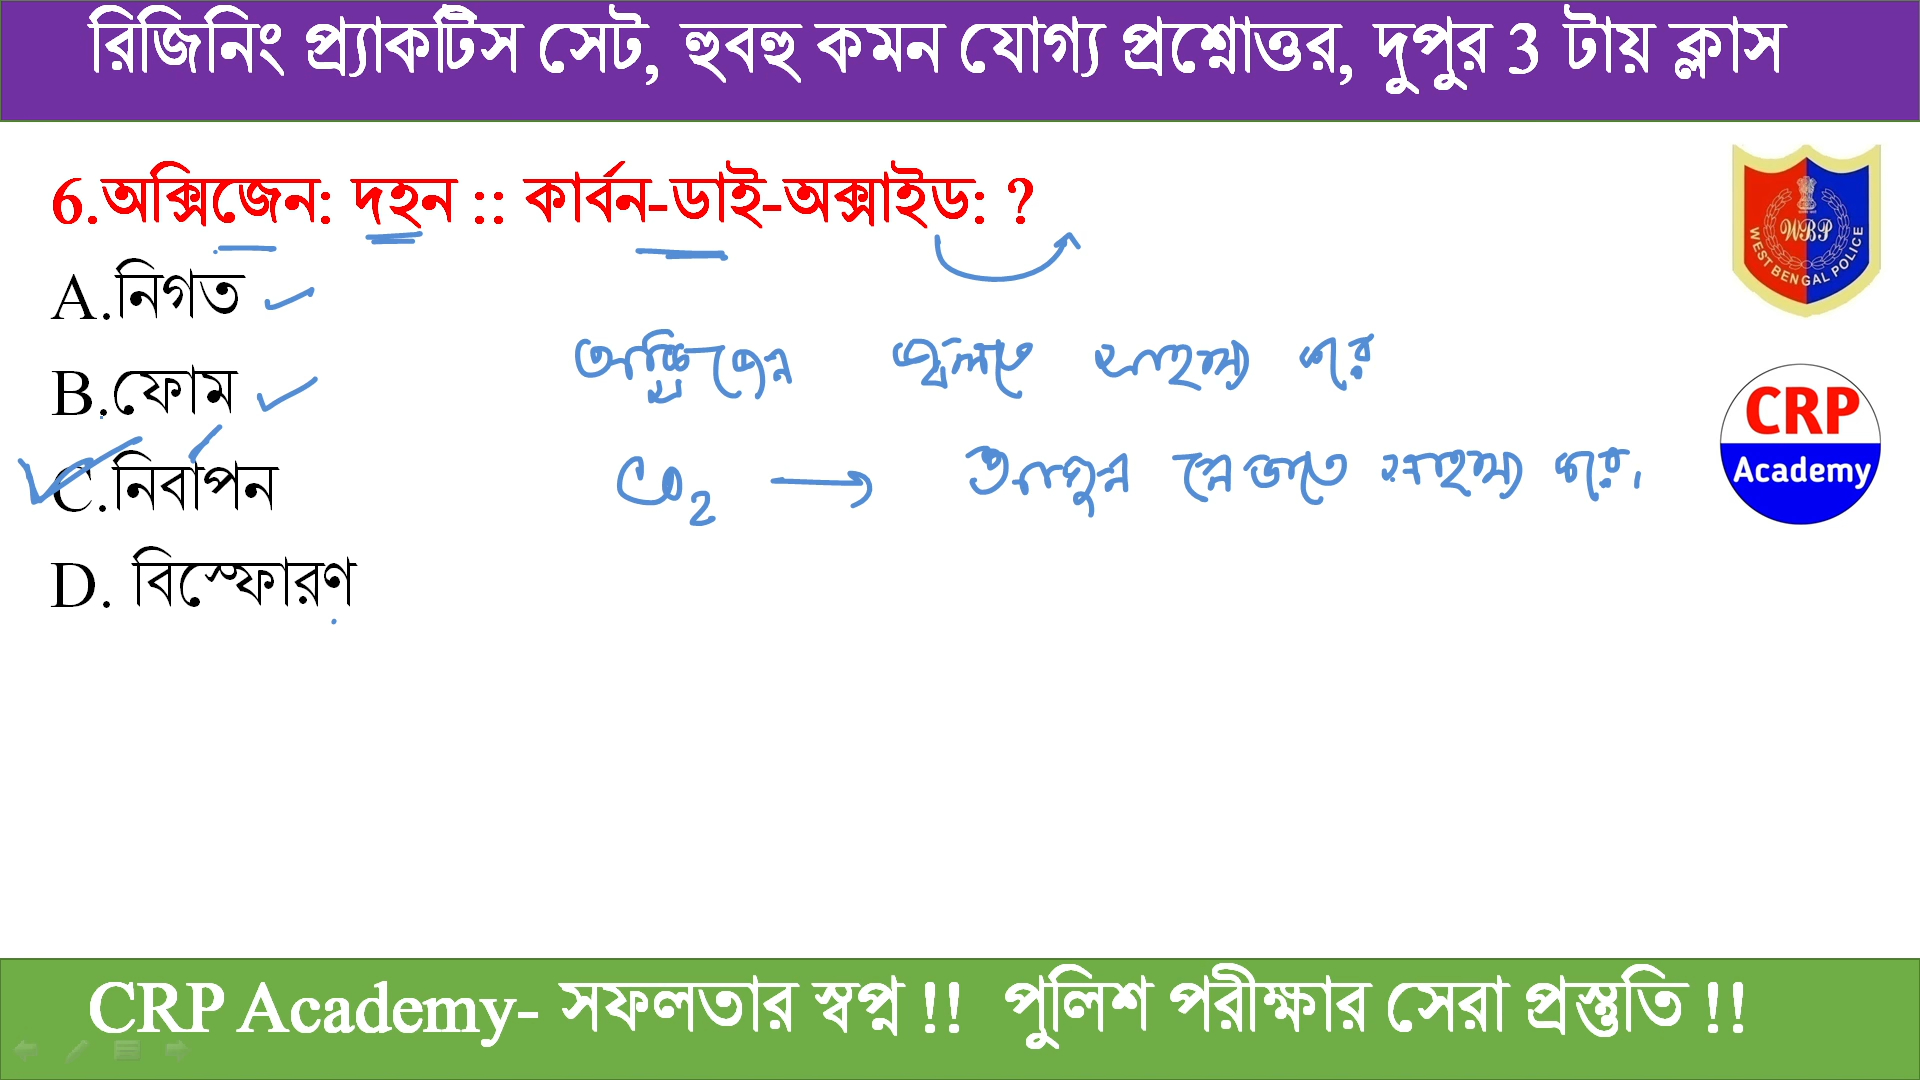 রিজিনিং প্র্যাকটিস সেট, হুবহু কমন যোগ্য প্রশ্নোত্তর, দুপুর 3 টায় ক্লাস
6.অক্সিজেন: দহন :: কার্বন-ডাই-অক্সাইড: ?
A.নিগত
B.ফোম
C.নির্বাপন
D. বিস্ফোরণ
অক্সিজেন জ্বলতে সাহায্য করে
CO2 → আগুন নেভাতে সাহায্য করে।
WBP
WEST BENGAL POLICE
CRP
Academy
CRP Academy- সফলতার স্বপ্ন !! পুলিশ পরীক্ষার সেরা প্রস্তুতি !!